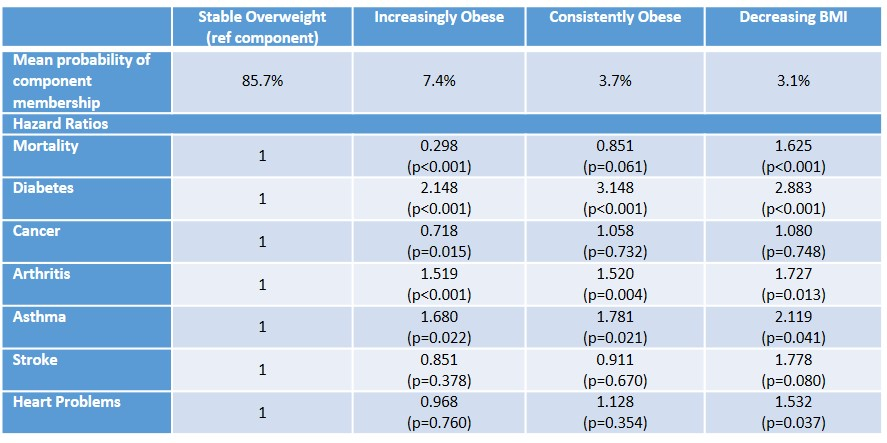 Stable Overweight (ref component) Increasingly Obese Consistently Obese Decreasing BMI
Mean probability of component membership 85.7% 7.4% 3.7% 3.1%
Hazard Ratios
Mortality 1 0.298 (p<0.001) 0.851 (p=0.061) 1.625 (p<0.001)
Diabetes 1 2.148 (p<0.001) 3.148 (p<0.001) 2.883 (p<0.001)
Cancer 1 0.718 (p=0.015) 1.058 (p=0.732) 1.080 (p=0.748)
Arthritis 1 1.519 (p<0.001) 1.520 (p=0.004) 1.727 (p=0.013)
Asthma 1 1.680 (p=0.022) 1.781 (p=0.021) 2.119 (p=0.041)
Stroke 1 0.851 (p=0.378) 0.911 (p=0.670) 1.778 (p=0.080)
Heart Problems 1 0.968 (p=0.760) 1.128 (p=0.354) 1.532 (p=0.037)